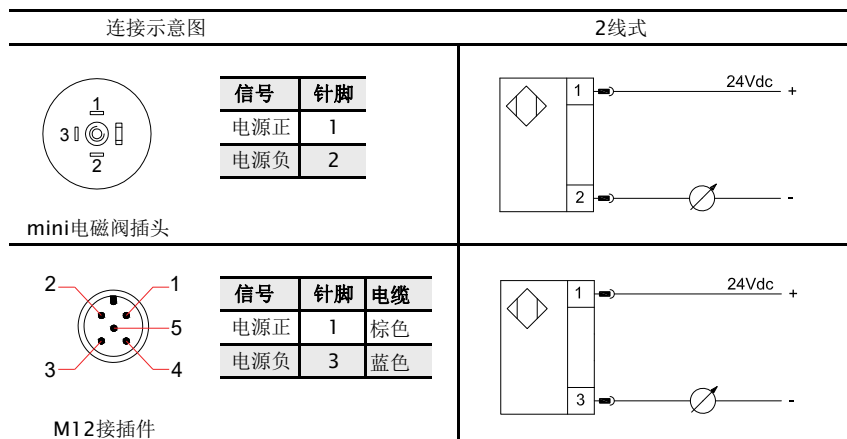 连接示意图
2线式
1
3
2
mini电磁阀插头
信号 针脚
电源正 1
电源负 2
1 24Vdc +
2 -
2 1
5
3 4
M12接插件
信号 针脚 电缆
电源正 1 棕色
电源负 3 蓝色
1 24Vdc +
3 -